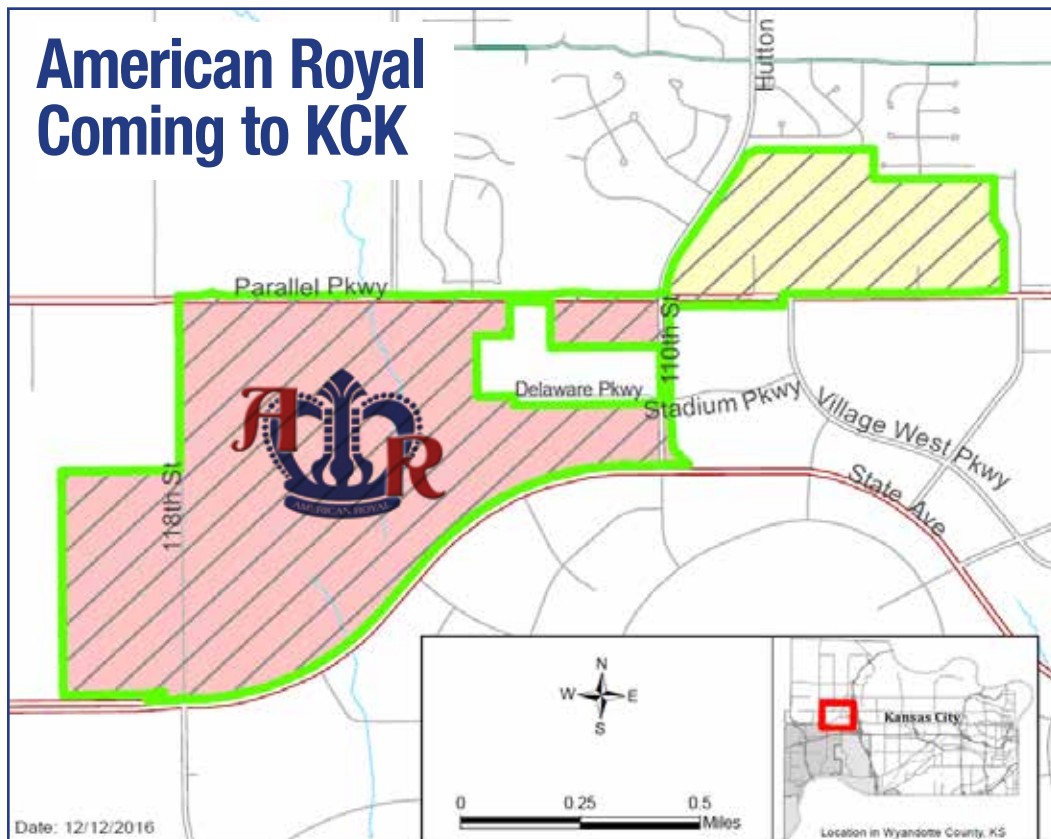 American Royal
Coming to KCK
Hutton
Parallel Pkwy
110th St
Delaware Pkwy
Stadium Pkwy
Village West Pkwy
State Ave
118th St
A R
AMERICAN ROYAL
N
W E
S
0 0.25 0.5
Miles
Kansas City
Location in Wyandotte County, KS
Date: 12/12/2016